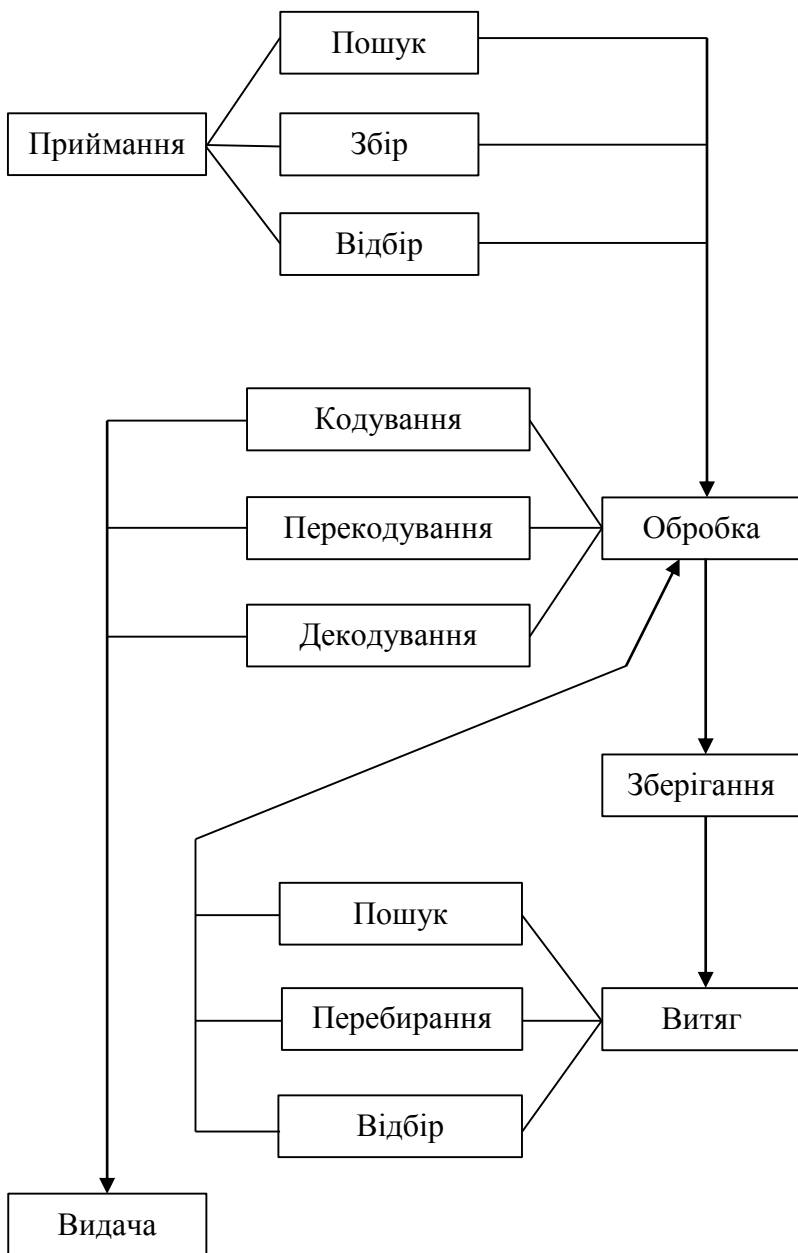 Пошук
Приймання
Збір
Відбір
Кодування
Перекодування
Обробка
Декодування
Зберігання
Пошук
Перебирання
Витяг
Відбір
Видача